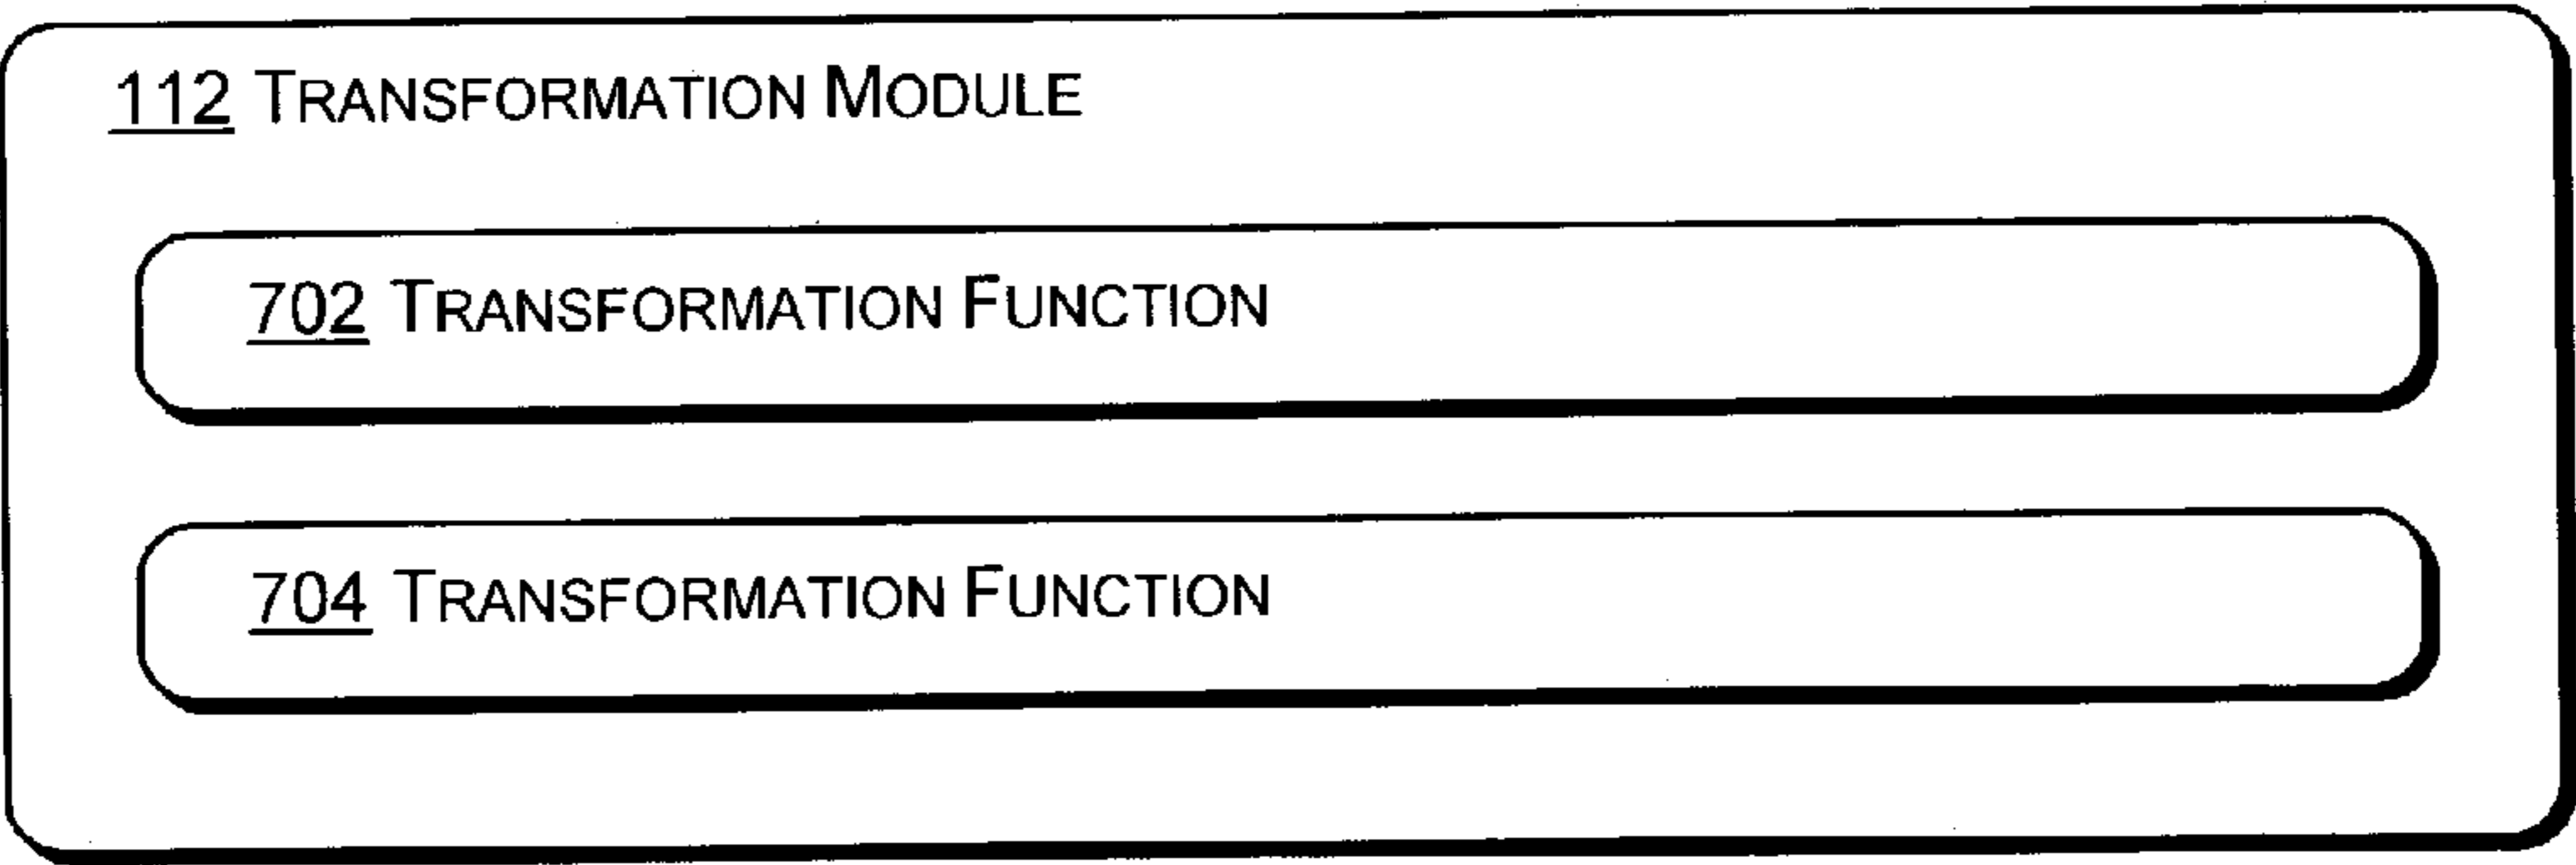 112 TRANSFORMATION MODULE
702 TRANSFORMATION FUNCTION
704 TRANSFORMATION FUNCTION